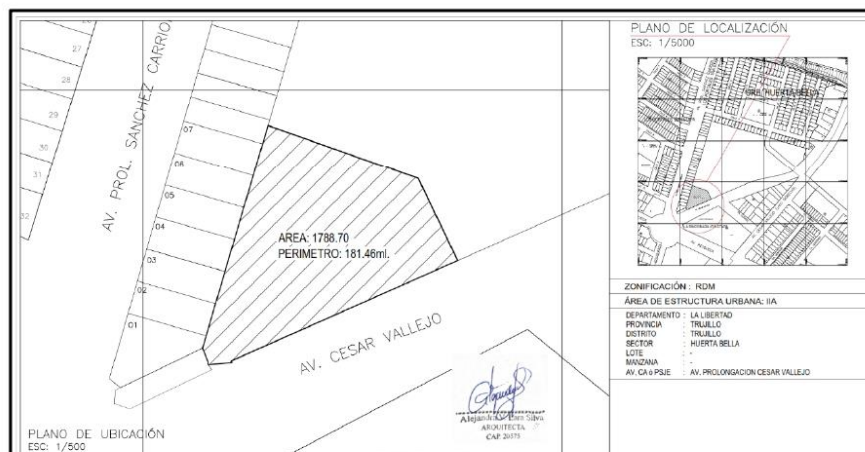 AV. PROL. SANCHEZ CARRION
27
28
29
30
31
32
07
06
05
04
03
02
01
AREA: 1788.70
PERIMETRO: 181.46ml.
AV. CESAR VALLEJO
PLANO DE UBICACIÓN
ESC: 1/500
ARQUITECTA
PLANO DE LOCALIZACIÓN
ESC: 1/5000
HUERTA BELLA
ZONIFICACIÓN : RDM
ÁREA DE ESTRUCTURA URBANA: IIA
DEPARTAMENTO : LA LIBERTAD
PROVINCIA : TRUJILLO
DISTRITO : TRUJILLO
SECTOR : HUERTA BELLA
LOTE : -
MANZANA : -
AV. CA ó PSJE : AV. PROLONGACION CESAR VALLEJO